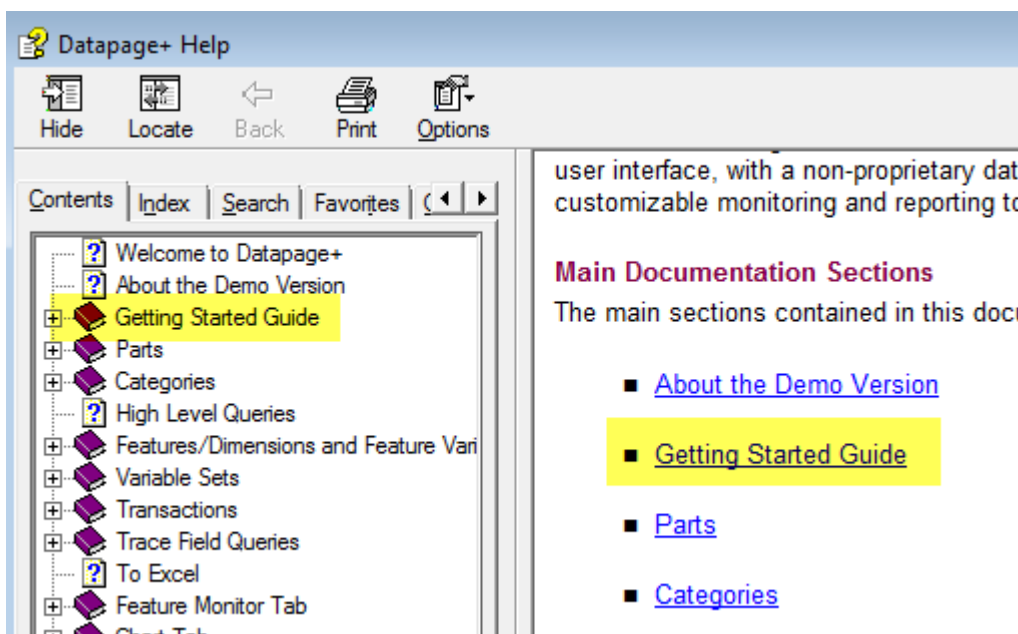 Datapage+ Help
Hide Locate Back Print Options
Contents Index Search Favorites
Welcome to Datapage+
About the Demo Version
Getting Started Guide
Parts
Categories
High Level Queries
Features/Dimensions and Feature Vari
Variable Sets
Transactions
Trace Field Queries
To Excel
Feature Monitor Tab
Chart Tab
user interface, with a non-proprietary dat
customizable monitoring and reporting to
Main Documentation Sections
The main sections contained in this docu
About the Demo Version
Getting Started Guide
Parts
Categories